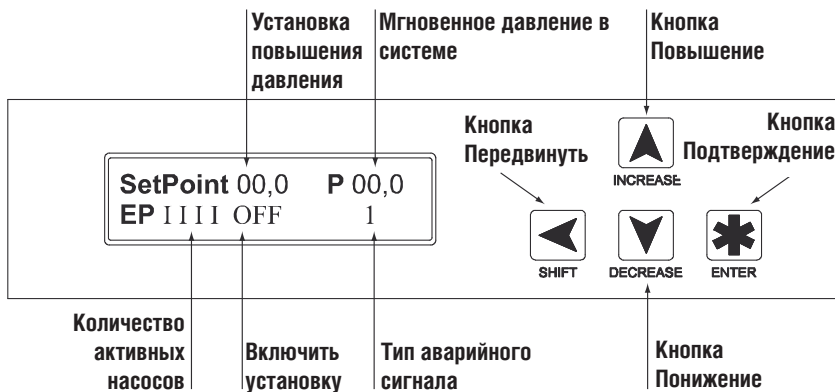 Установка
повышения
давления
Мгновенное давление в
системе
Кнопка
Повышение
Кнопка
Передвинуть
Кнопка
Подтверждение
SetPoint 00,0 P 00,0
EP I I I I OFF 1
INCREASE
SHIFT
DECREASE
ENTER
Количество
активных
насосов
Включить
установку
Тип аварийного
сигнала
Кнопка
Понижение